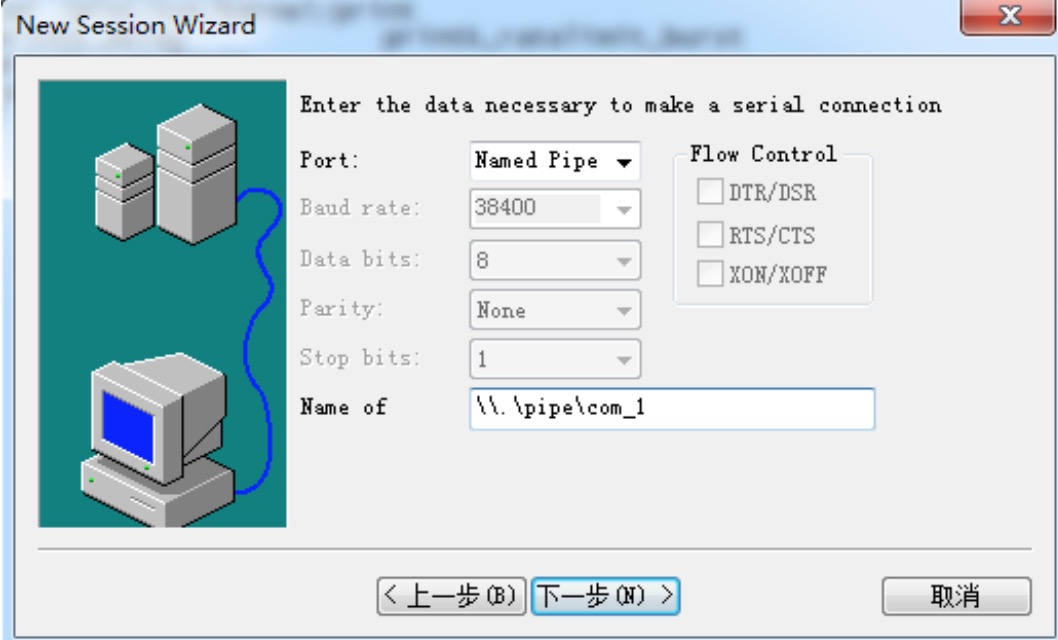 New Session Wizard
Enter the data necessary to make a serial connection
Port:
Named Pipe
Flow Control
Baud rate:
38400
DTR/DSR
Data bits:
8
RTS/CTS
XON/XOFF
Parity:
None
Stop bits:
1
Name of
\\.\pipe\com_1
< 上一步(B)
下一步(N) >
取消